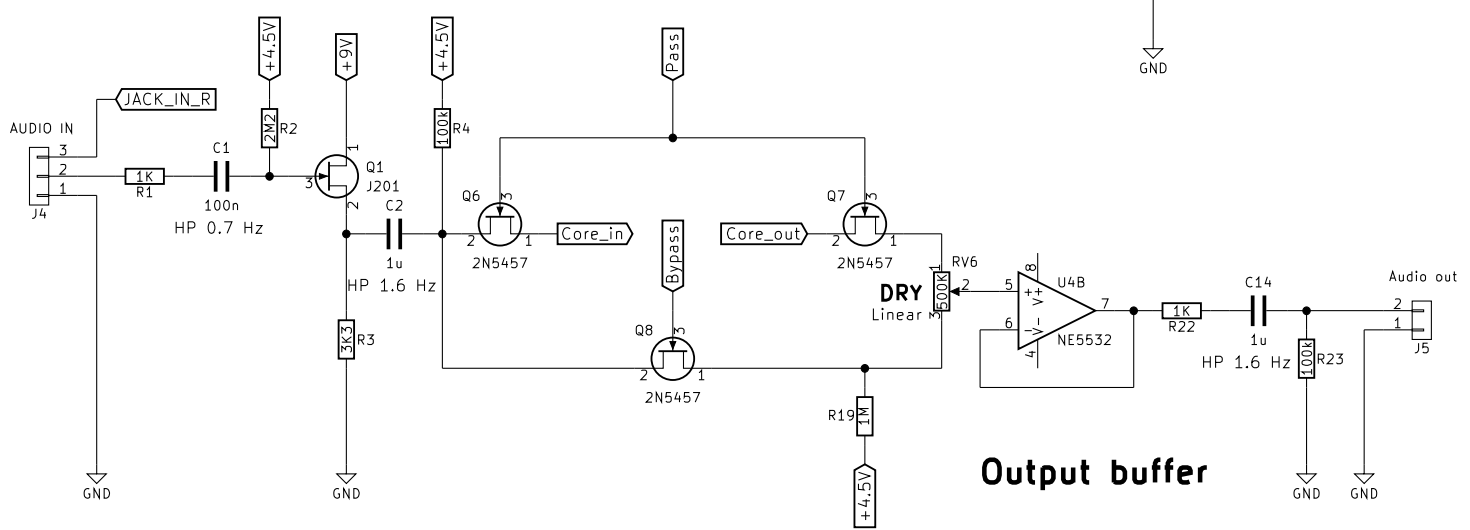 +4.5V
+9V
+4.5V
Pass
GND
JACK_IN_R
AUDIO IN
3
2
1
J4
1K
R1
C1
100n
HP 0.7 Hz
2M2
R2
1
3
2
Q1
J201
C2
1u
HP 1.6 Hz
100k
R4
3K3
R3
GND
GND
Q6
3
2
1
2N5457
Core_in
Bypass
Q8
3
2
1
2N5457
Core_out
Q7
3
2
1
2N5457
DRY
Linear
1
RV6
500K
2
3
R19
1M
+4.5V
8
5
6
4
7
+
-
V+
V-
U4B
NE5532
1K
R22
C14
1u
HP 1.6 Hz
100k
R23
Audio out
2
1
J5
GND
GND
Output buffer